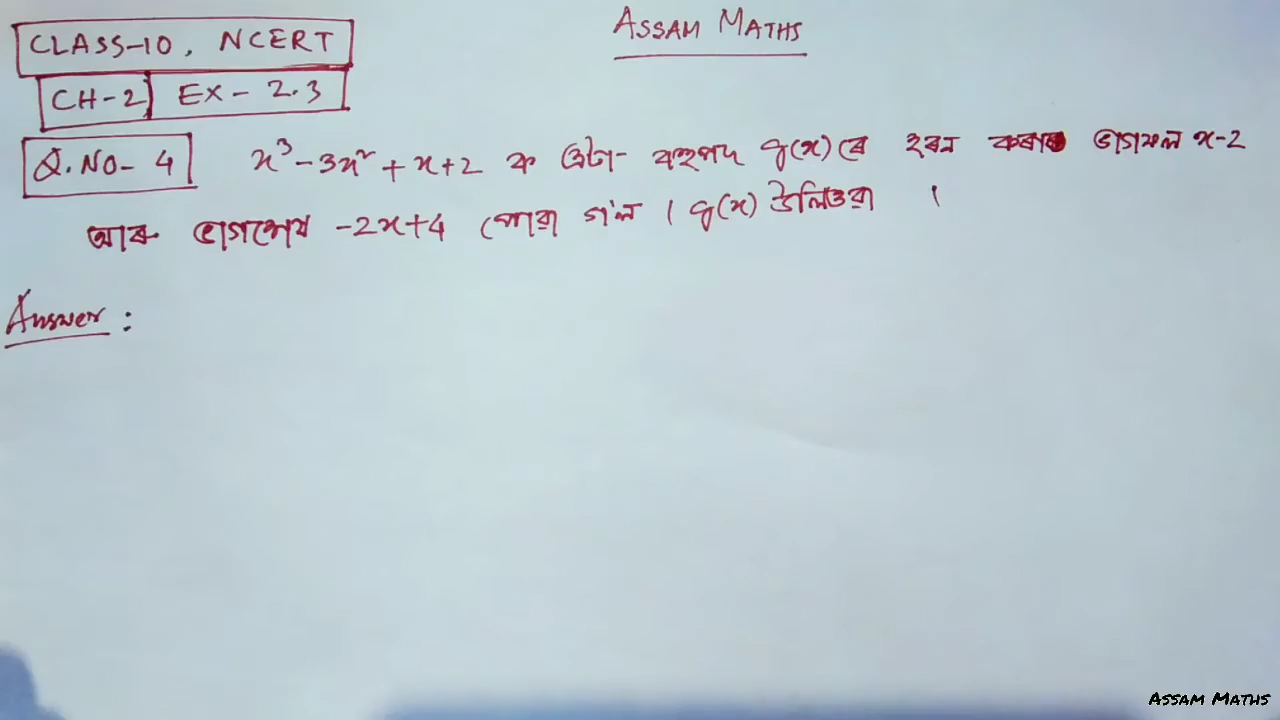 ASSAM MATHS
CLASS-10, NCERT
CH-2 EX-2.3
Q.NO-4 x³-3x²+x+2 ক এটা বহুপদ g(x)ৰে হৰন কৰাত ভাগফল x-2
আৰু ভাগশেষ -2x+4 পোৱা গ'ল। g(x) উলিওৱা ।
Answer:
ASSAM MATHS